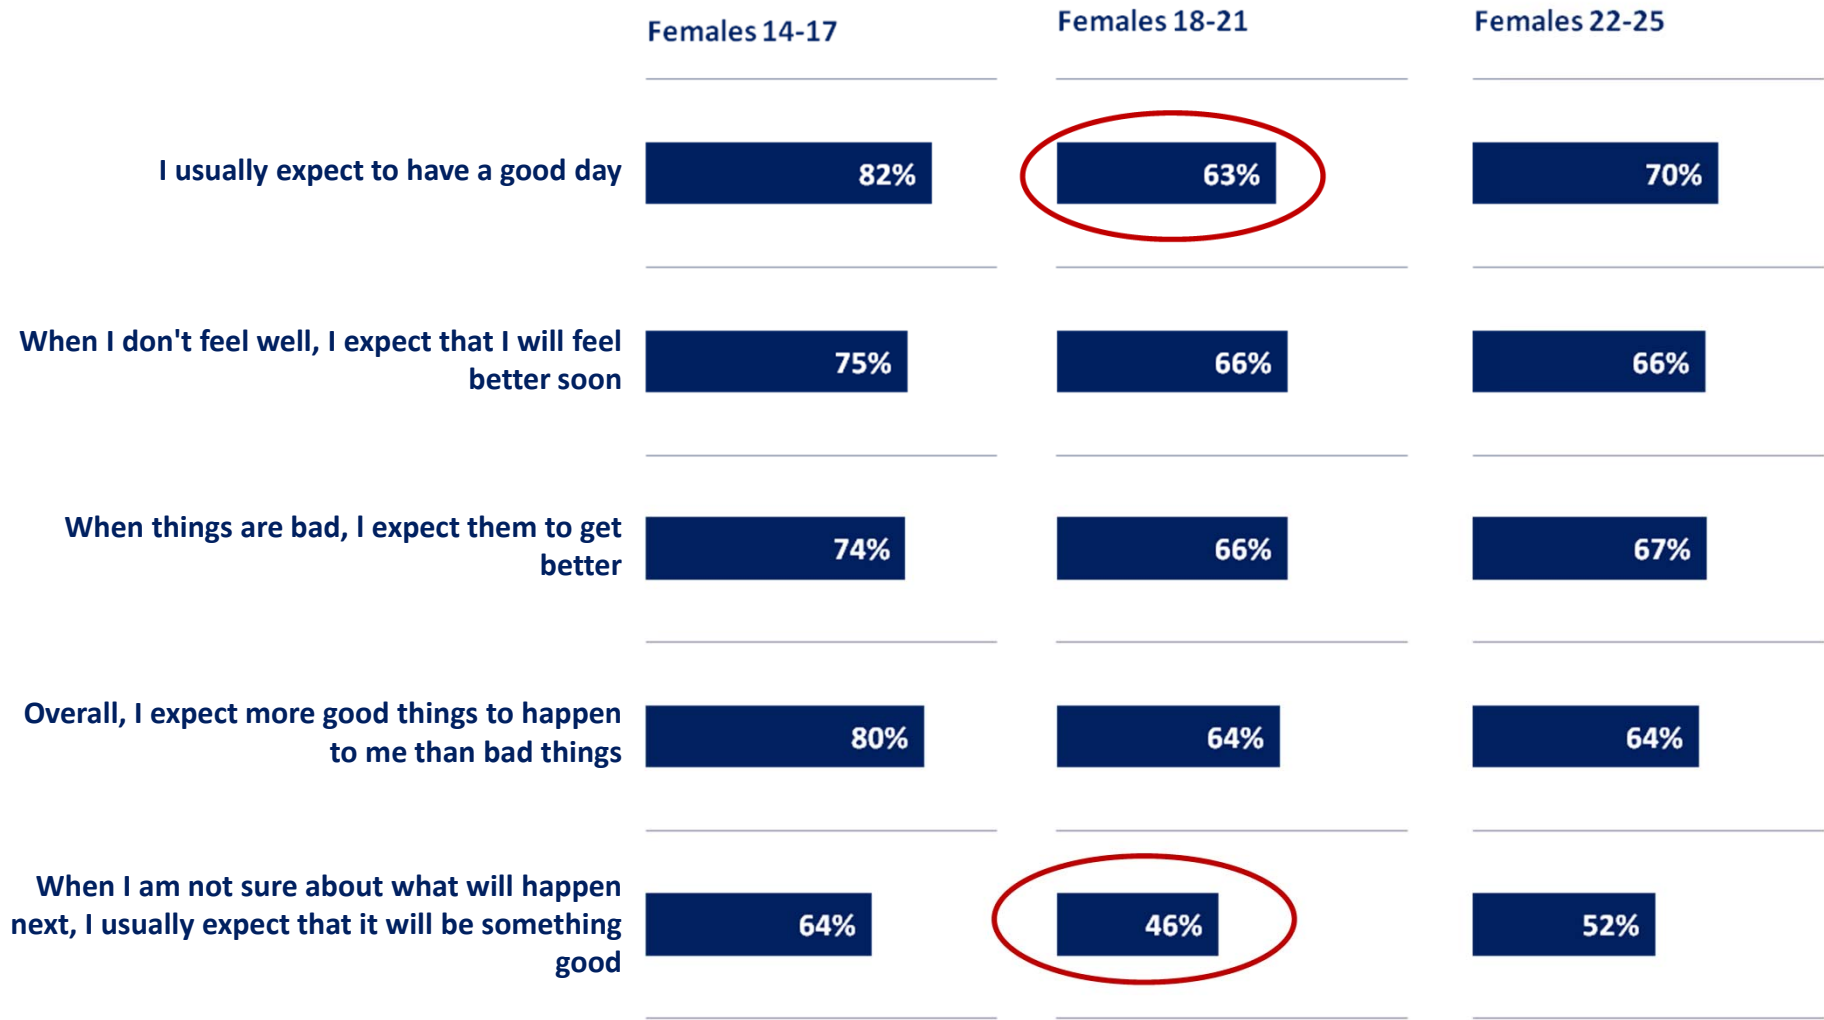 Females 14-17
Females 18-21
Females 22-25
I usually expect to have a good day
82%
63%
70%
When I don't feel well, I expect that I will feel
better soon
75%
66%
66%
When things are bad, l expect them to get
better
74%
66%
67%
Overall, I expect more good things to happen
to me than bad things
80%
64%
64%
When I am not sure about what will happen
next, I usually expect that it will be something
good
64%
46%
52%